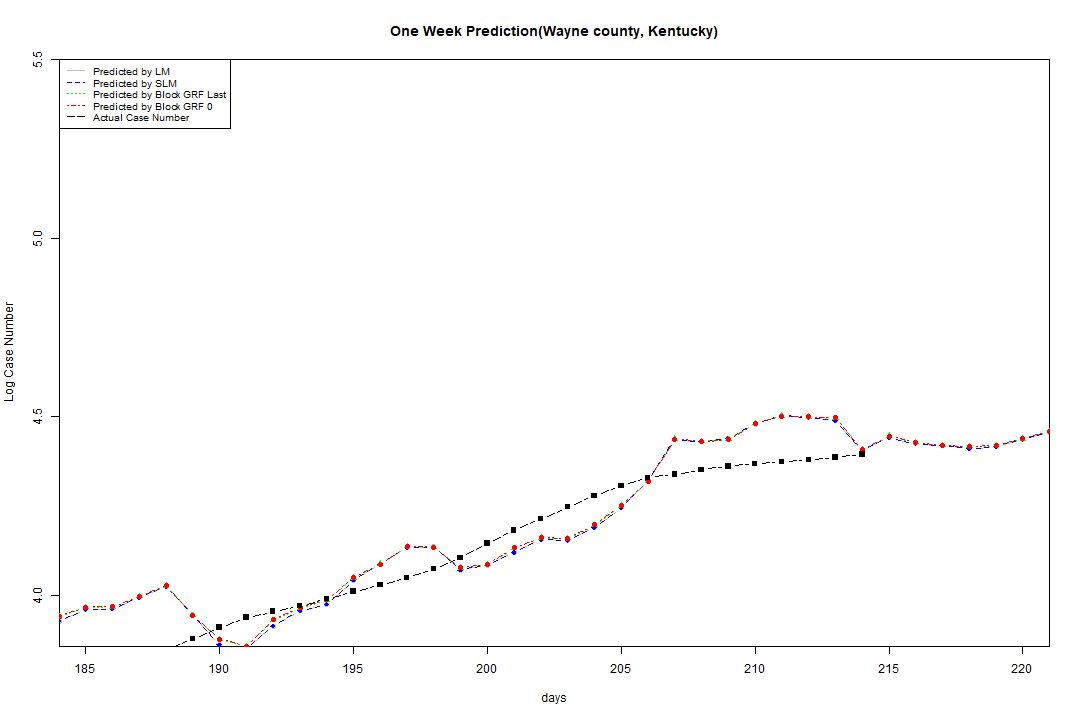 One Week Prediction(Wayne county, Kentucky)
Predicted by LM
Predicted by SLM
Predicted by Block GRF Last
Predicted by Block GRF 0
Actual Case Number
5.5
5.0
4.5
4.0
Log Case Number
185 190 195 200 205 210 215 220
days